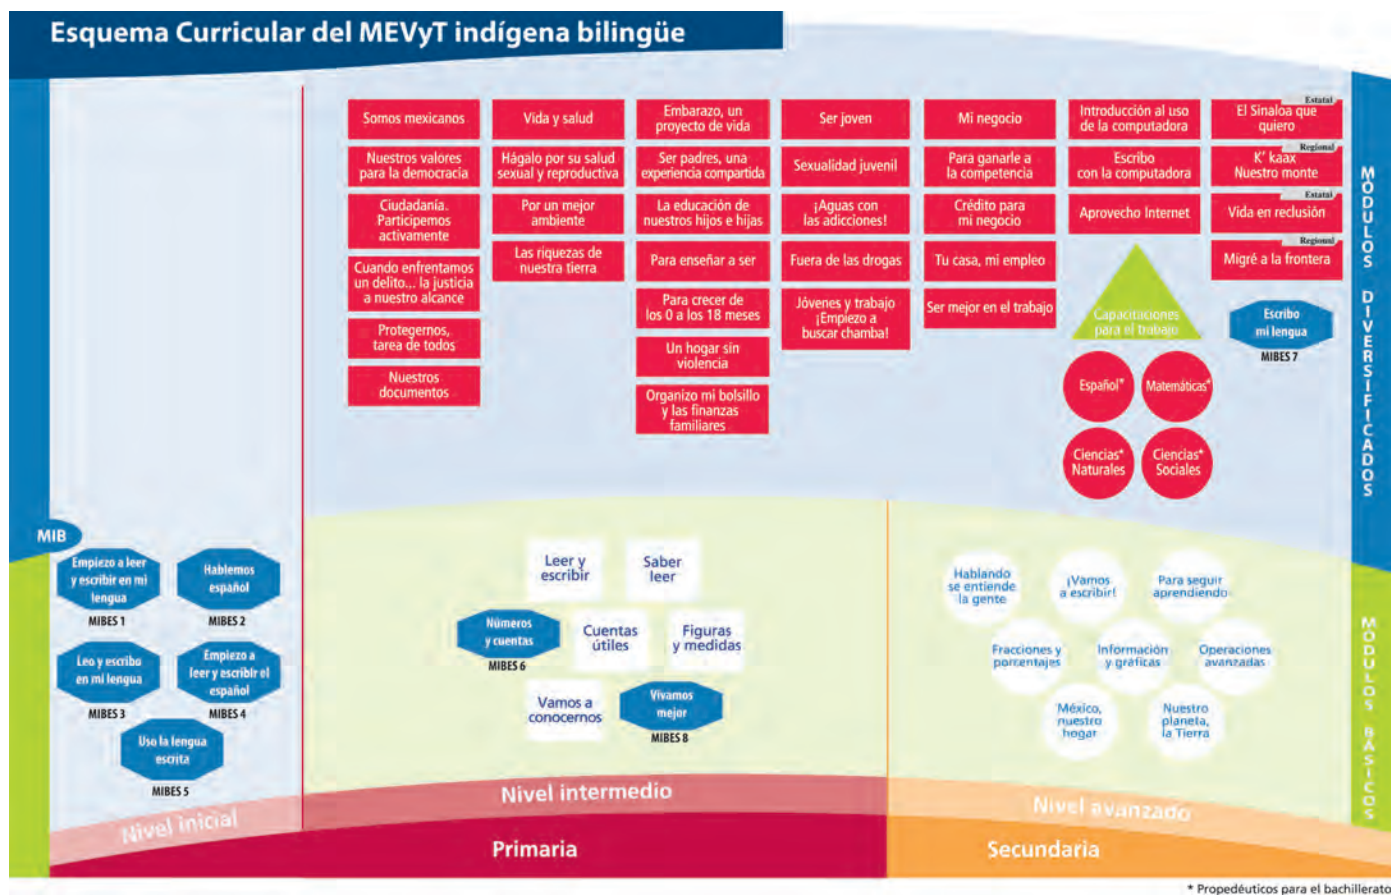 Esquema Curricular del MEVyT indígena bilingüe
Somos mexicanos
Nuestros valores
para la democracia
Ciudadanía.
Participemos
activamente
Cuando enfrentamos
un delito... la justicia
a nuestro alcance
Protegernos,
tarea de todos
Nuestros
documentos
Vida y salud
Hágalo por su salud
sexual y reproductiva
Por un mejor
ambiente
Las riquezas de
nuestra tierra
Embarazo, un
proyecto de vida
Ser padres, una
experiencia compartida
La educación de
nuestros hijos e hijas
Para enseñar a ser
Para crecer de
los 0 a los 18 meses
Un hogar sin
violencia
Organizo mi bolsillo
y las finanzas
familiares
Ser joven
Sexualidad juvenil
¡Aguas con
las adicciones!
Fuera de las drogas
Jóvenes y trabajo
¡Empiezo a
buscar chamba!
Mi negocio
Para ganarle a
la competencia
Crédito para
mi negocio
Tu casa, mi empleo
Ser mejor en el trabajo
Introducción al uso
de la computadora
Escribo
con la computadora
Aprovecho Internet
Capacitaciones
para el trabajo
Español*
Matemáticas*
Ciencias*
Naturales
Ciencias*
Sociales
Estatal
El Sinaloa que
quiero
Regional
K' kaax
Nuestro monte
Estatal
Vida en reclusión
Regional
Migré a la frontera
Escribo
mi lengua
MIBES 7
MÓDULOS DIVERSIFICADOS
MIB
Empiezo a leer
y escribir en mi
lengua
MIBES 1
Hablemos
español
MIBES 2
Leo y escribo
en mi lengua
MIBES 3
Empiezo a
leer y escribir el
español
MIBES 4
Uso la lengua
escrita
MIBES 5
Leer y
escribir
Saber
leer
Números
y cuentas
MIBES 6
Cuentas
útiles
Figuras
y medidas
Vamos a
conocernos
Vivamos
mejor
MIBES 8
Hablando
se entiende
la gente
¡Vamos
a escribir!
Para seguir
aprendiendo
Fracciones y
porcentajes
Información
y gráficas
Operaciones
avanzadas
México,
nuestro
hogar
Nuestro
planeta,
la Tierra
MÓDULOS BÁSICOS
Nivel inicial
Nivel intermedio
Nivel avanzado
Primaria
Secundaria
* Propedéuticos para el bachillerato